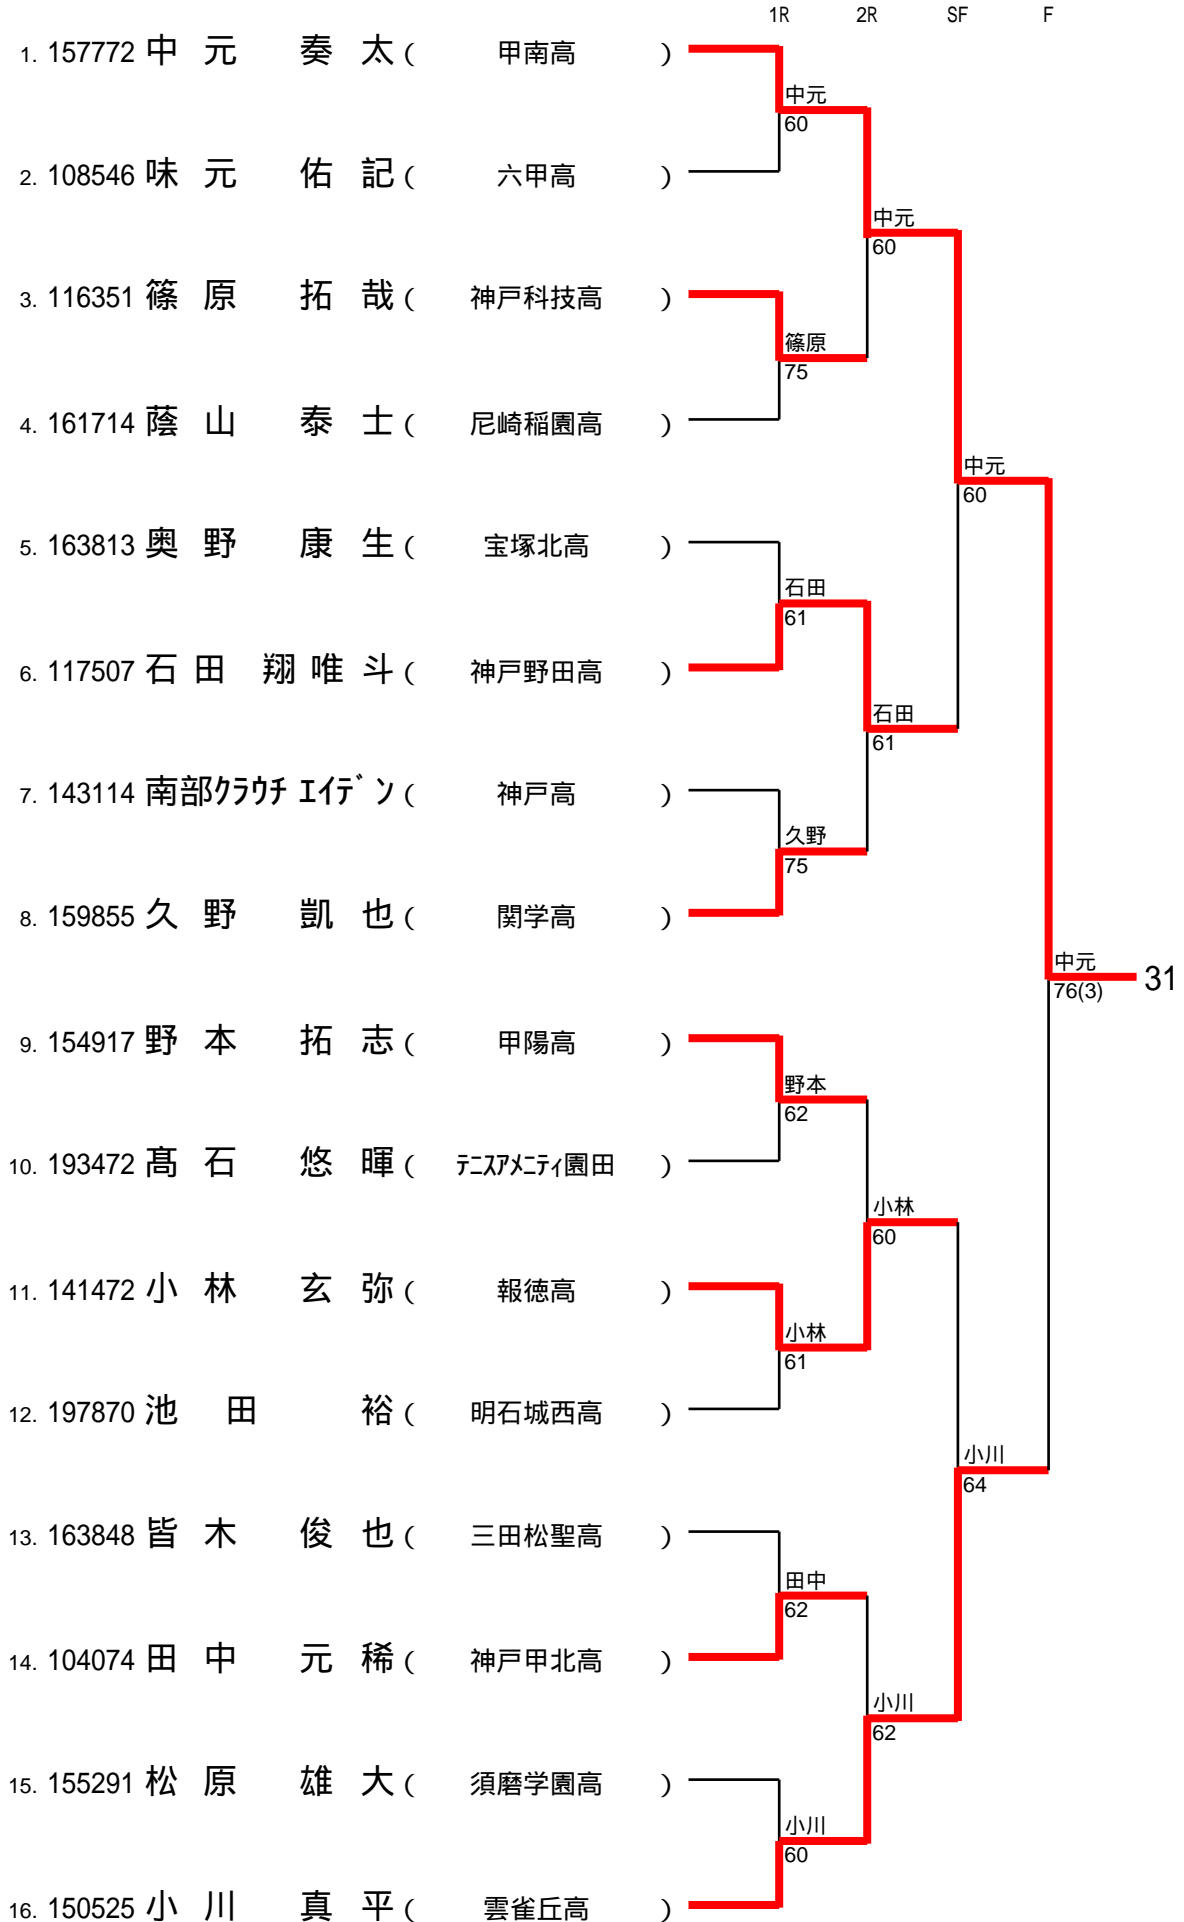 1R 2R SF F
1. 157772 中元 奏太 ( 甲南高 )
中元
60
2. 108546 味元 佑記 ( 六甲高 )
中元
60
3. 116351 篠原 拓哉 ( 神戸科技高 )
篠原
75
4. 161714 蔭山 泰士 ( 尼崎稲園高 )
中元
60
5. 163813 奥野 康生 ( 宝塚北高 )
石田
61
6. 117507 石田 翔唯斗 ( 神戸野田高 )
石田
61
7. 143114 南部クラウチ エイデン ( 神戸高 )
久野
75
8. 159855 久野 凱也 ( 関学高 )
中元
76(3)
31
9. 154917 野本 拓志 ( 甲陽高 )
野本
62
10. 193472 髙石 悠暉 ( テニスアメニティ園田 )
小林
60
11. 141472 小林 玄弥 ( 報徳高 )
小林
61
12. 197870 池田 裕 ( 明石城西高 )
小川
64
13. 163848 皆木 俊也 ( 三田松聖高 )
田中
62
14. 104074 田中 元稀 ( 神戸甲北高 )
小川
62
15. 155291 松原 雄大 ( 須磨学園高 )
小川
60
16. 150525 小川 真平 ( 雲雀丘高 )